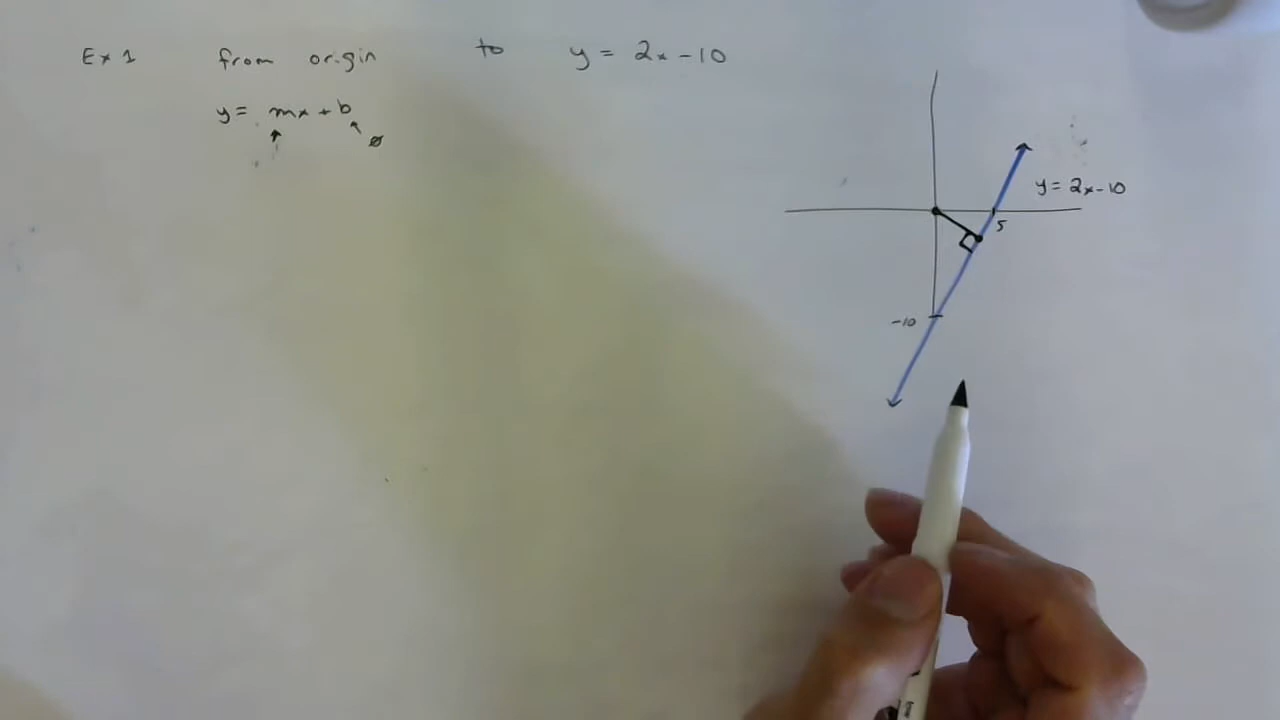 Ex 1 from origin to y = 2x - 10
y = mx + b
ø
y = 2x - 10
5
-10